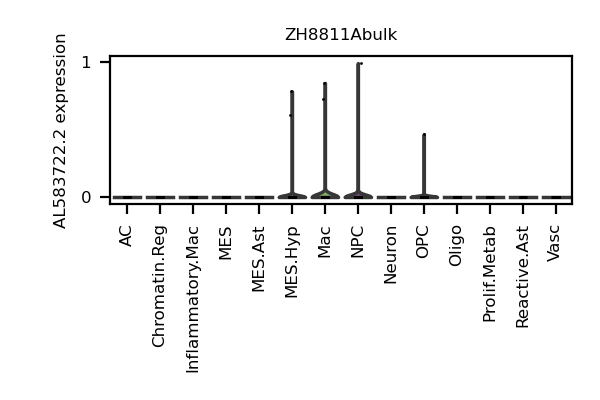 ZH8811Abulk
AL583722.2 expression
1
0
AC
Chromatin.Reg
Inflammatory.Mac
MES
MES.Ast
MES.Hyp
Mac
NPC
Neuron
OPC
Oligo
Prolif.Metab
Reactive.Ast
Vasc